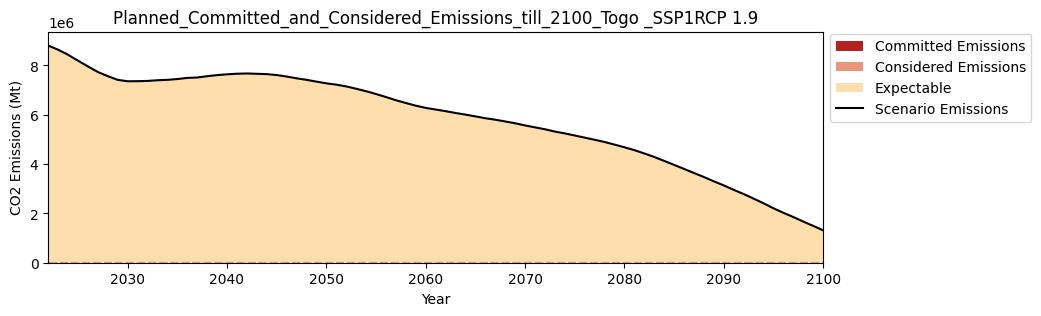 Planned_Committed_and_Considered_Emissions_till_2100_Togo _SSP1RCP 1.9
1e6
8
6
4
2
0
CO2 Emissions (Mt)
2030 2040 2050 2060 2070 2080 2090 2100
Year
Committed Emissions
Considered Emissions
Expectable
Scenario Emissions